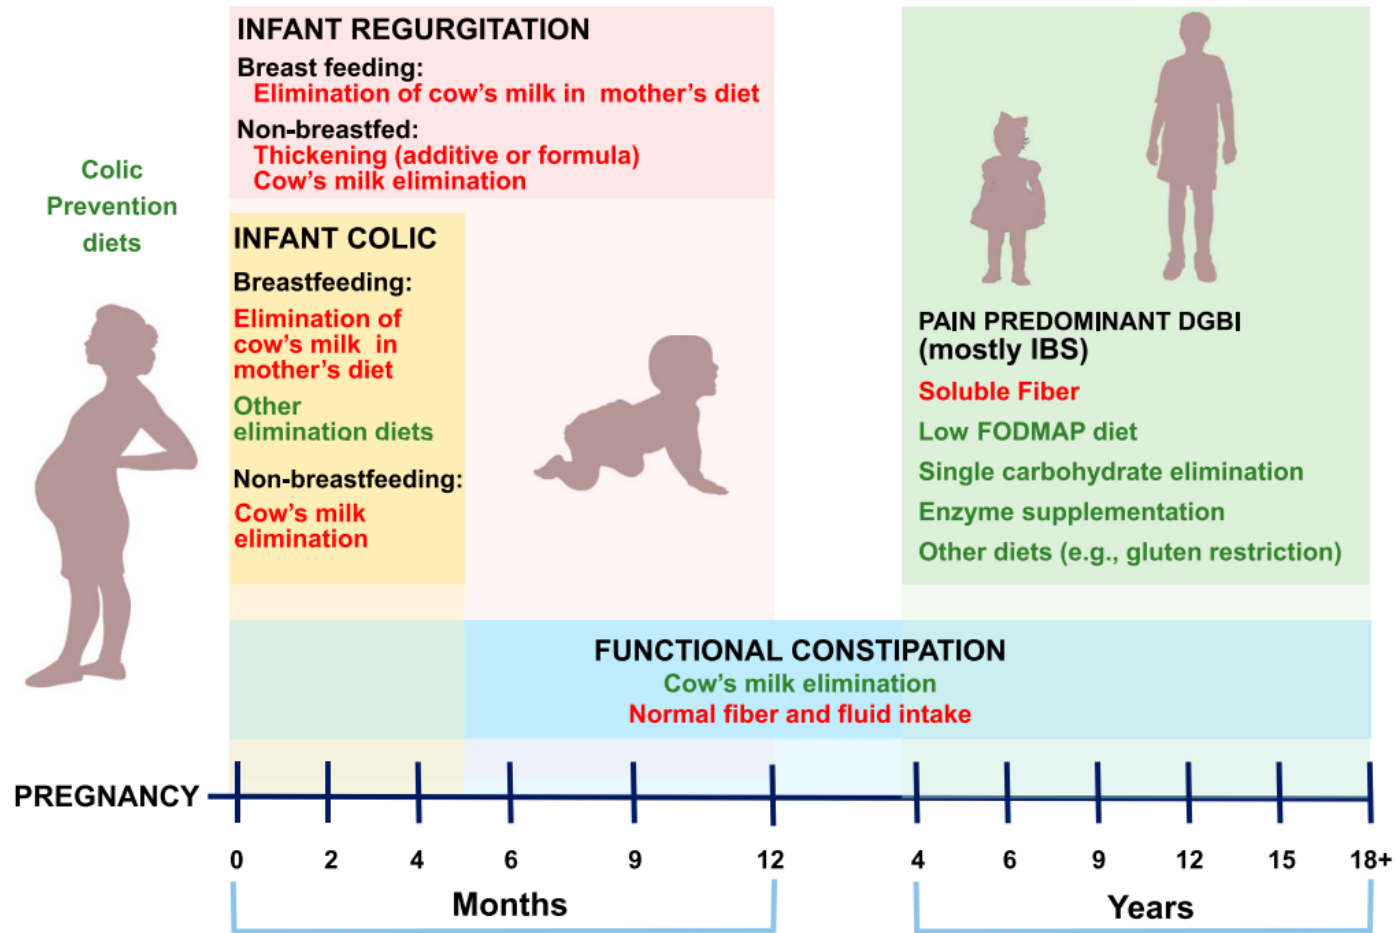 INFANT REGURGITATION
Breast feeding:
Elimination of cow's milk in mother's diet
Non-breastfed:
Thickening (additive or formula)
Cow's milk elimination
Colic
Prevention
diets
INFANT COLIC
Breastfeeding:
Elimination of
cow's milk in
mother's diet
Other
elimination diets
Non-breastfeeding:
Cow's milk
elimination
PAIN PREDOMINANT DGBI
(mostly IBS)
Soluble Fiber
Low FODMAP diet
Single carbohydrate elimination
Enzyme supplementation
Other diets (e.g., gluten restriction)
FUNCTIONAL CONSTIPATION
Cow's milk elimination
Normal fiber and fluid intake
PREGNANCY
0 2 4 6 9 12 4 6 9 12 15 18+
Months Years